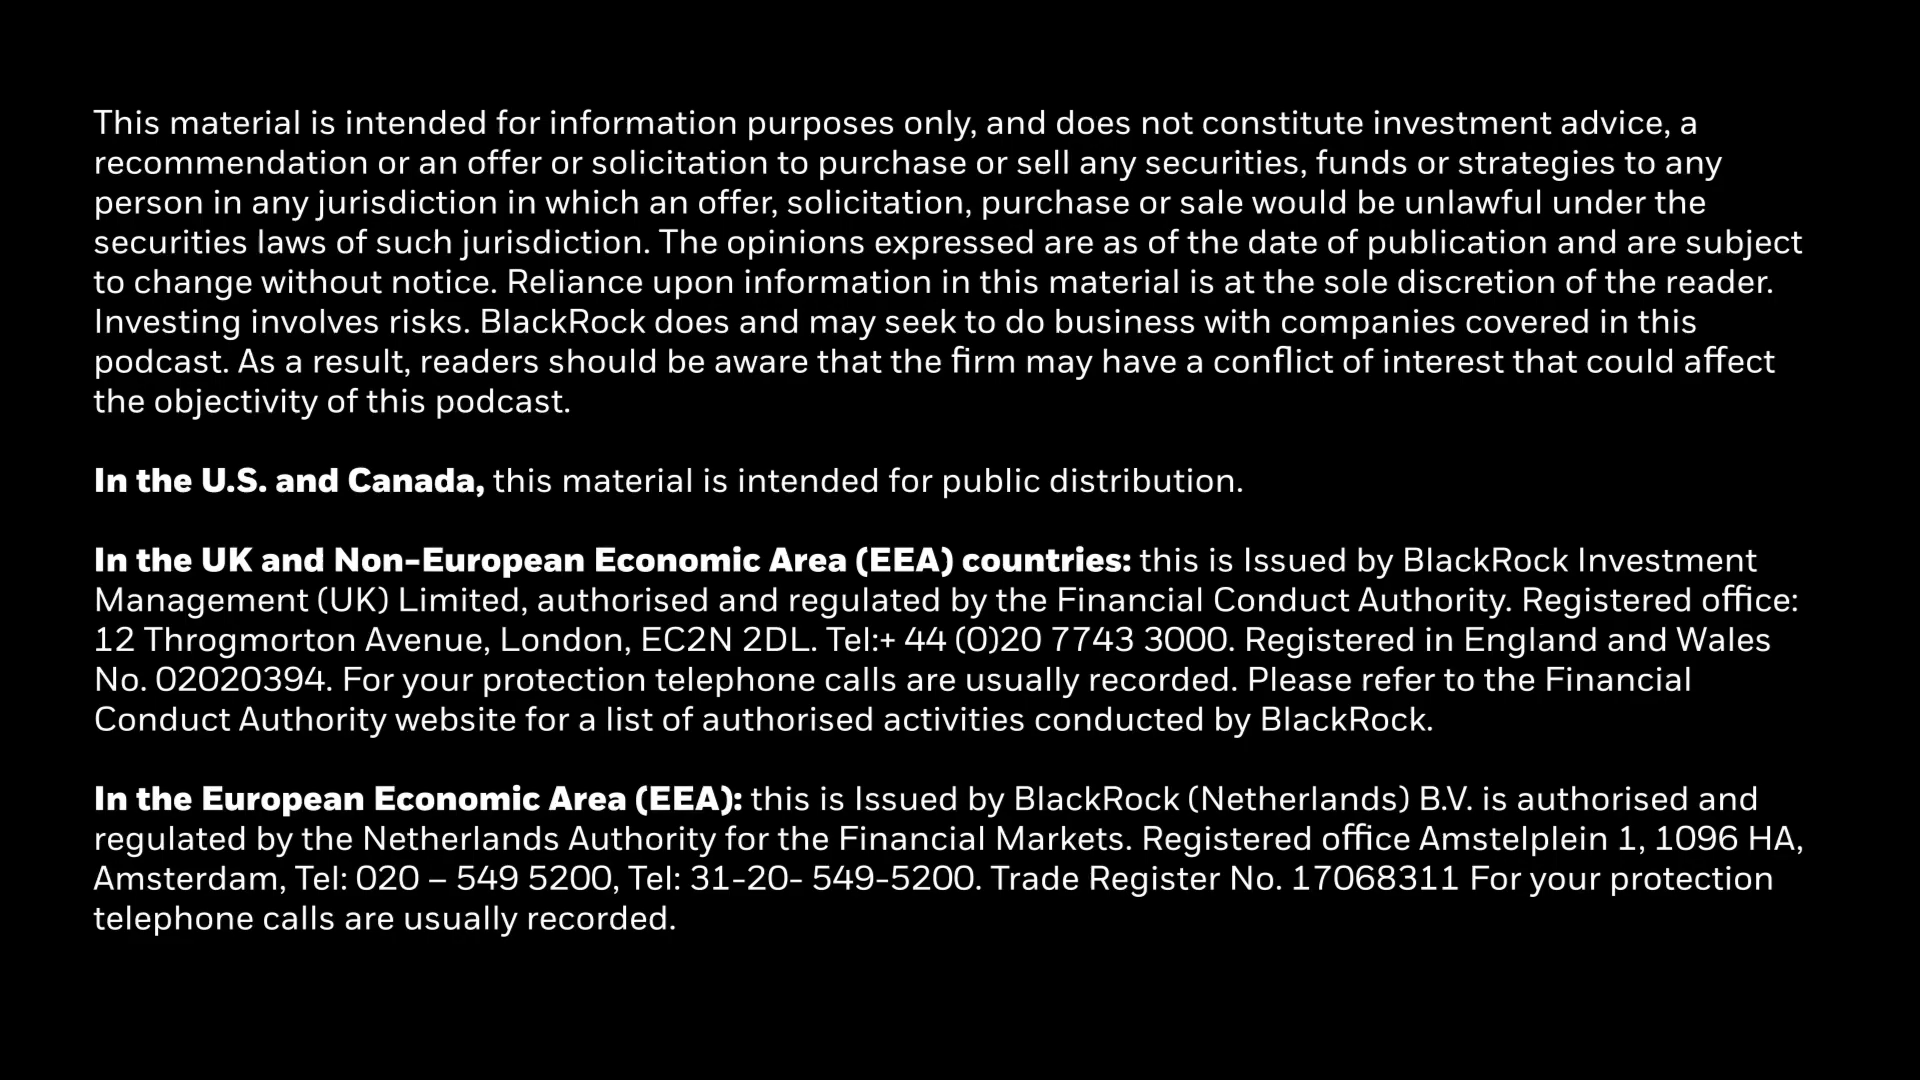 This material is intended for information purposes only, and does not constitute investment advice, a
recommendation or an offer or solicitation to purchase or sell any securities, funds or strategies to any
person in any jurisdiction in which an offer, solicitation, purchase or sale would be unlawful under the
securities laws of such jurisdiction. The opinions expressed are as of the date of publication and are subject
to change without notice. Reliance upon information in this material is at the sole discretion of the reader.
Investing involves risks. BlackRock does and may seek to do business with companies covered in this
podcast. As a result, readers should be aware that the firm may have a conflict of interest that could affect
the objectivity of this podcast.
In the U.S. and Canada, this material is intended for public distribution.
In the UK and Non-European Economic Area (EEA) countries: this is Issued by BlackRock Investment
Management (UK) Limited, authorised and regulated by the Financial Conduct Authority. Registered office:
12 Throgmorton Avenue, London, EC2N 2DL. Tel:+ 44 (0)20 7743 3000. Registered in England and Wales
No. 02020394. For your protection telephone calls are usually recorded. Please refer to the Financial
Conduct Authority website for a list of authorised activities conducted by BlackRock.
In the European Economic Area (EEA): this is Issued by BlackRock (Netherlands) B.V. is authorised and
regulated by the Netherlands Authority for the Financial Markets. Registered office Amstelplein 1, 1096 HA,
Amsterdam, Tel: 020 – 549 5200, Tel: 31-20- 549-5200. Trade Register No. 17068311 For your protection
telephone calls are usually recorded.